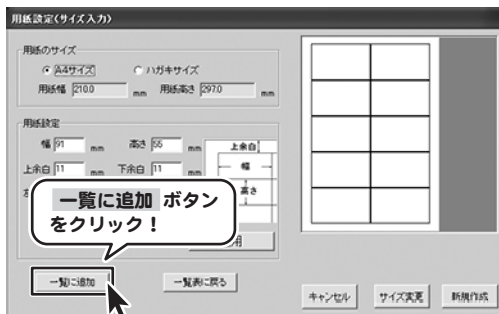 用紙設定(サイズ入力)
用紙のサイズ
A4サイズ ハガキサイズ
用紙幅 210.0 mm 用紙高さ 297.0 mm
用紙設定
幅 91 mm 高さ 55 mm
上余白 11 mm 下余白 11 mm
上余白
幅
高さ
一覧に追加 ボタン
をクリック!
用
一覧に追加 一覧表に戻る
キャンセル サイズ変更 新規作成